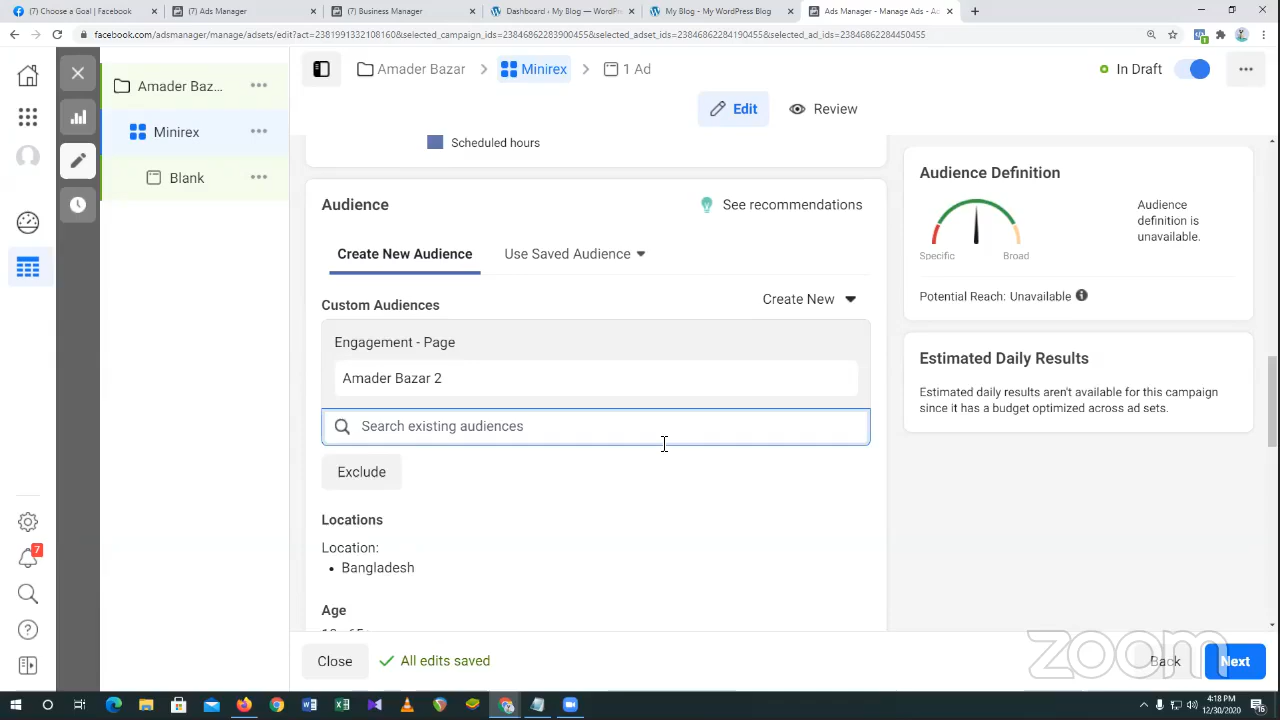 (7) Choose a Goal | Facebook
(7) Ads Manager
(7) Business Manager
Dashboard ‹ My Blog — WordPr
My Blog - My WordPress Blog
Ads Manager - Manage Ads - Ad
facebook.com/adsmanager/manage/adsets/edit?act=238199133210816&selected_campaign_ids=23846862283900455&selected_adset_ids=23846862284190455&selected_ad_ids=23846862284450455
Amader Bazar
Minirex
1 Ad
In Draft
Amader Baz...
Edit
Review
Minirex
Scheduled hours
Blank
Audience
See recommendations
Create New Audience
Use Saved Audience
Custom Audiences
Create New
Engagement - Page
Amader Bazar 2
Search existing audiences
Exclude
Locations
Location:
Bangladesh
Age
Audience Definition
Audience
definition is
unavailable.
Specific
Broad
Potential Reach: Unavailable
Estimated Daily Results
Estimated daily results aren't available for this campaign
since it has a budget optimized across ad sets.
7
Close
All edits saved
Back
Next
zoom
4:18 PM
12/30/2020